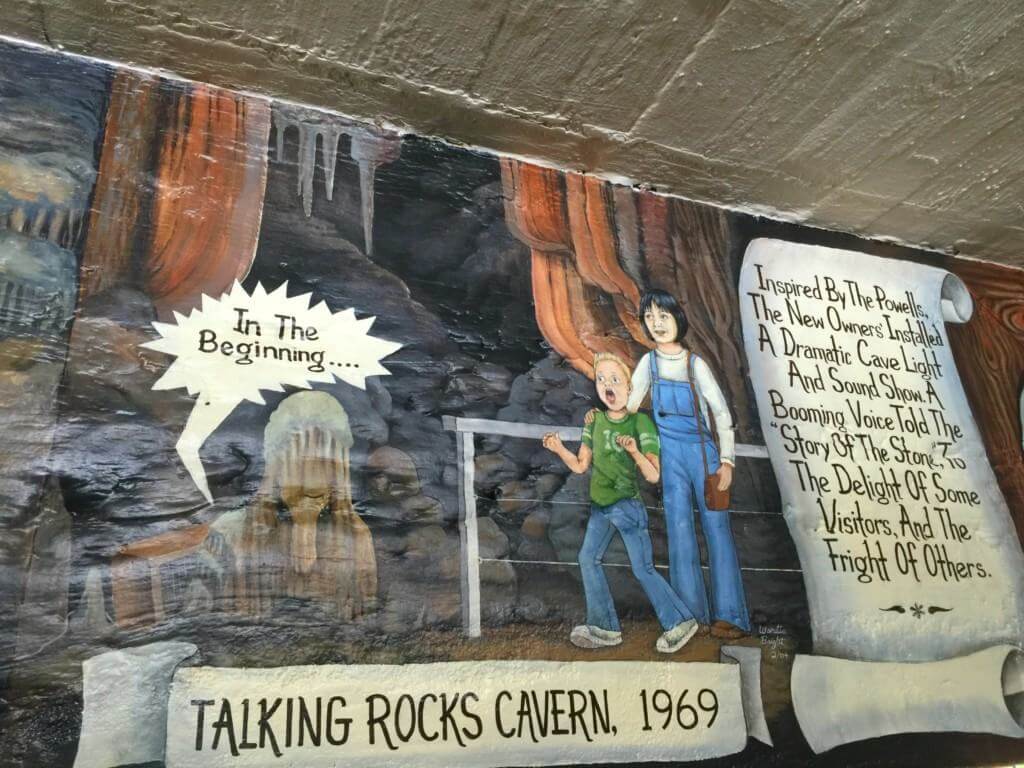 In The
Beginning....
10
Inspired By The Powells,
The New Owners' Installed
A Dramatic Cave Light
And Sound Show. A
Booming Voice Told The
"Story Of The Stone," To
The Delight Of Some
Visitors, And The
Fright Of Others.
TALKING ROCKS CAVERN, 1969